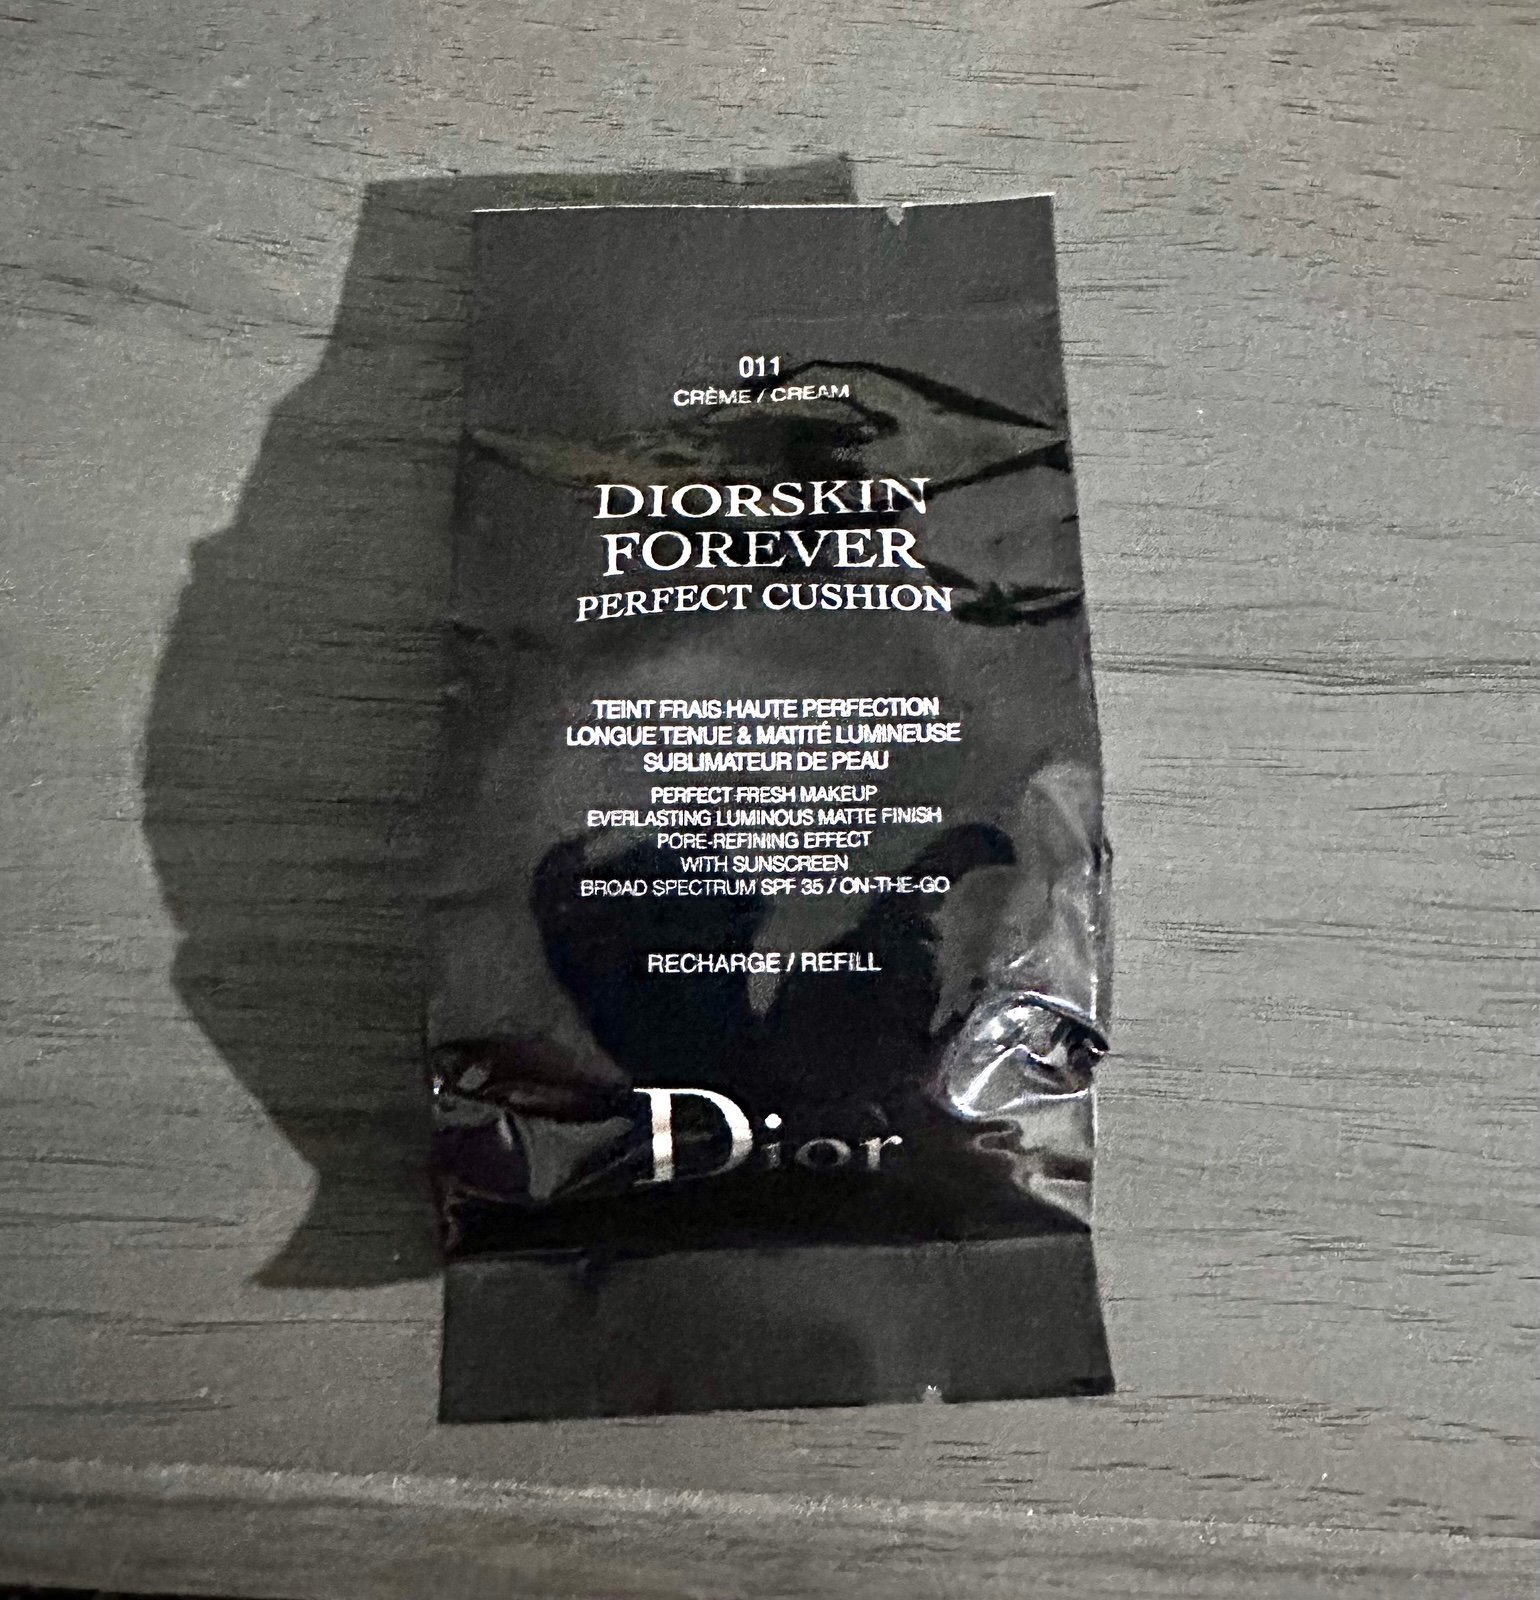 011
CRÈME / CREAM
DIORSKIN
FOREVER
PERFECT CUSHION
TEINT FRAIS HAUTE PERFECTION
LONGUE TENUE & MATITÉ LUMINEUSE
SUBLIMATEUR DE PEAU
PERFECT FRESH MAKEUP
EVERLASTING LUMINOUS MATTE FINISH
PORE-REFINING EFFECT
WITH SUNSCREEN
BROAD SPECTRUM SPF 35 / ON-THE-GO
RECHARGE / REFILL
Dior